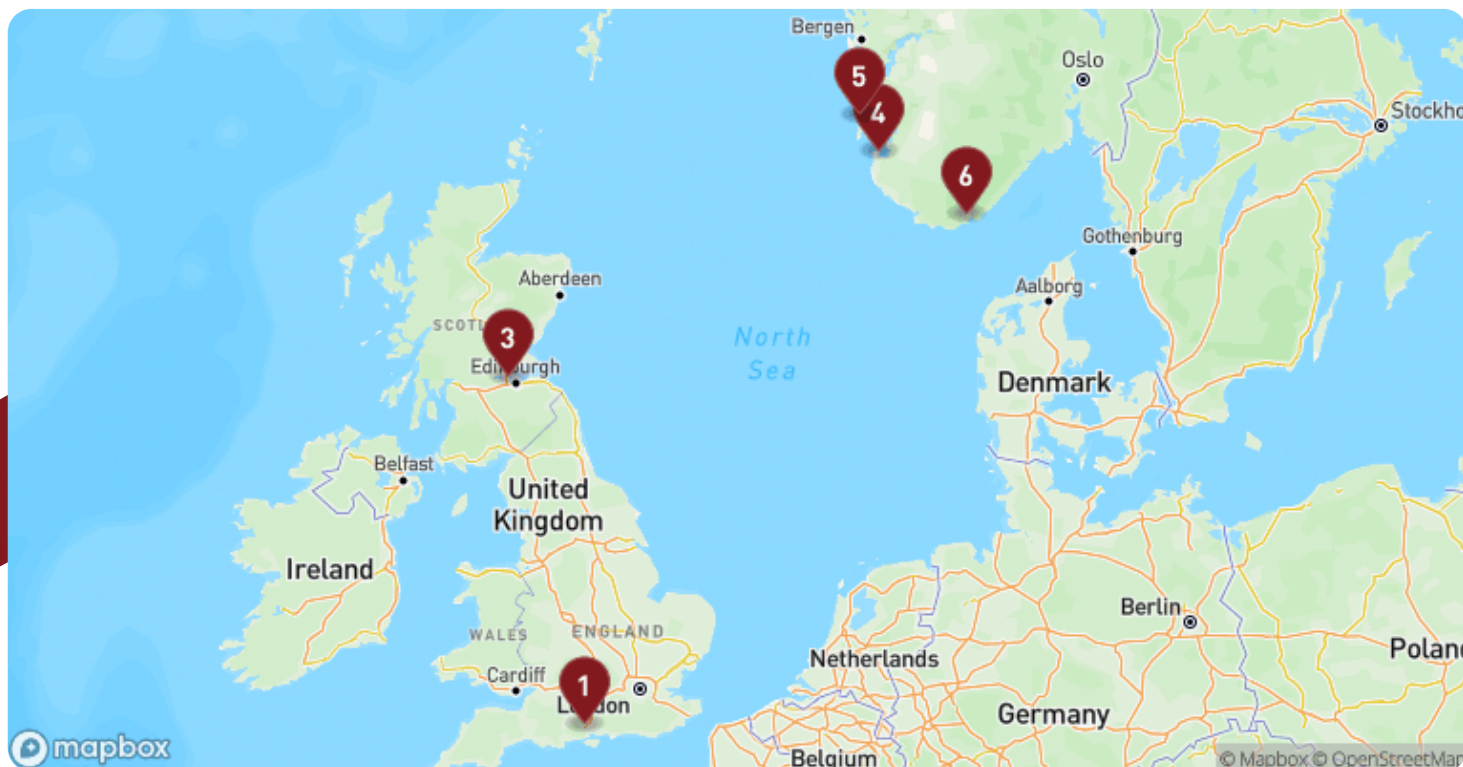 Bergen
Oslo
5
Stockho
4
6
Gothenburg
Aberdeen
Aalborg
SCOTL
3
North
Sea
Edinburgh
Denmark
Belfast
United
Kingdom
Ireland
Berlin
WALES
ENGLAND
Netherlands
Polan
Cardiff
1
London
Germany
mapbox
Belgium
© Mapbox © OpenStreetMap